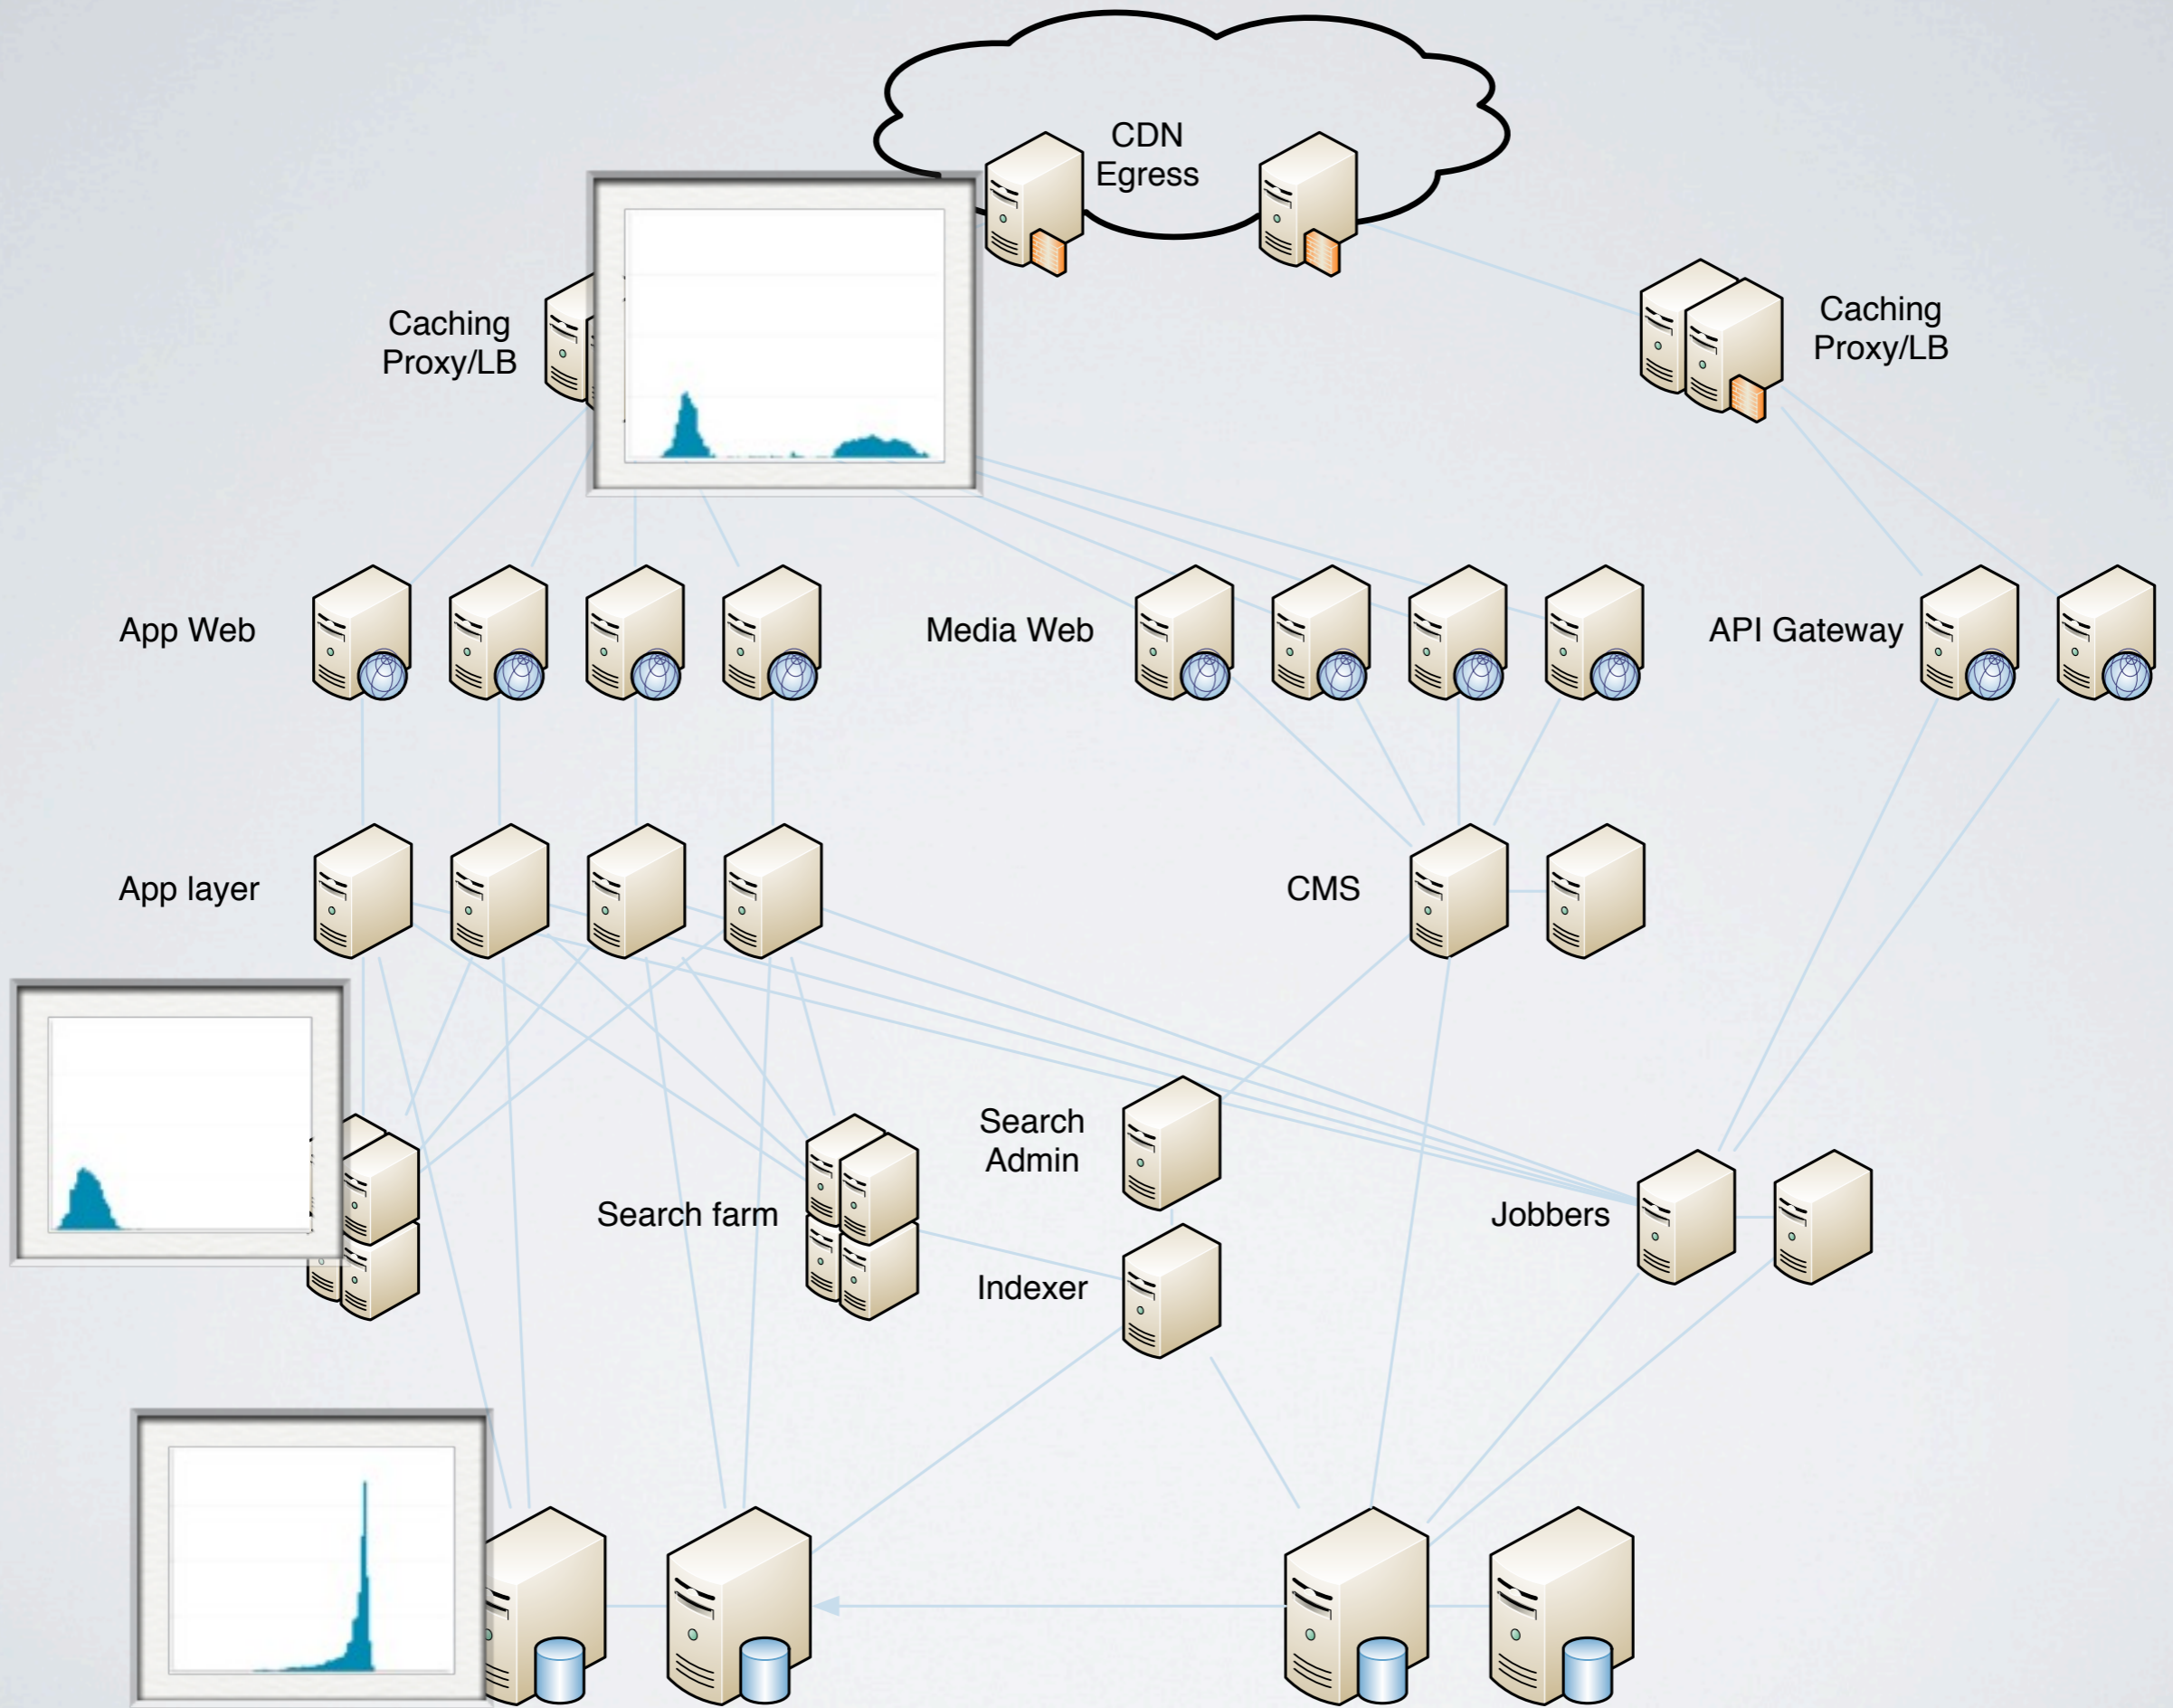 CDN
Egress
Caching
Proxy/LB
Caching
Proxy/LB
App Web
Media Web
API Gateway
App layer
CMS
Search
Admin
Search farm
Jobbers
Indexer